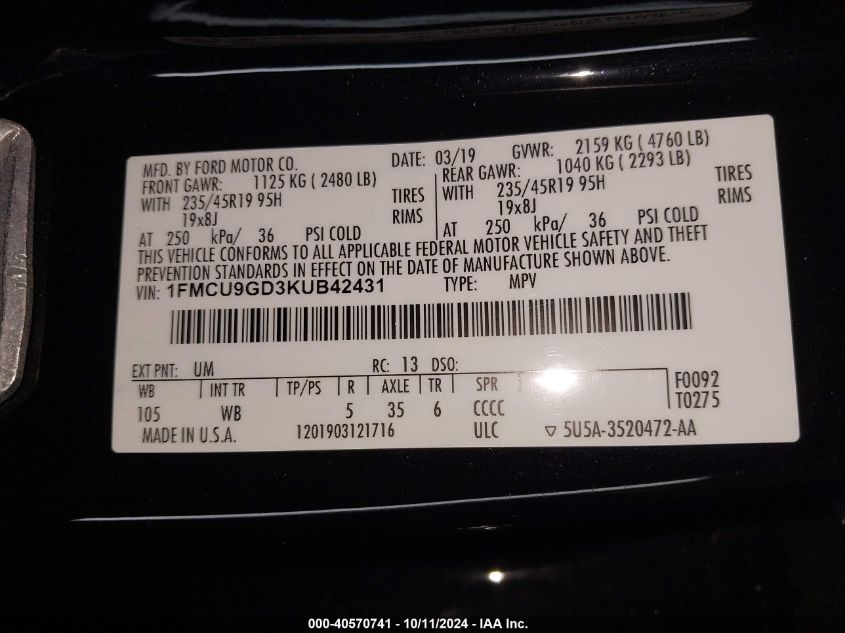 MFD. BY FORD MOTOR CO. DATE: 03/19 GVWR: 2159 KG ( 4760 LB)
FRONT GAWR: 1125 KG ( 2480 LB) REAR GAWR: 1040 KG ( 2293 LB)
WITH 235/45R19 95H TIRES WITH 235/45R19 95H TIRES
19x8J RIMS 19x8J RIMS
AT 250 kPa/ 36 PSI COLD AT 250 kPa/ 36 PSI COLD
THIS VEHICLE CONFORMS TO ALL APPLICABLE FEDERAL MOTOR VEHICLE SAFETY AND THEFT
PREVENTION STANDARDS IN EFFECT ON THE DATE OF MANUFACTURE SHOWN ABOVE.
VIN: 1FMCU9GD3KUB42431 TYPE: MPV
EXT PNT: UM RC: 13 DSO:
WB INT TR TP/PS R AXLE TR SPR F0092
105 WB 5 35 6 CCCC T0275
MADE IN U.S.A. 1201903121716 ULC ▽ 5U5A-3520472-AA
000-40570741 - 10/11/2024 - IAA Inc.